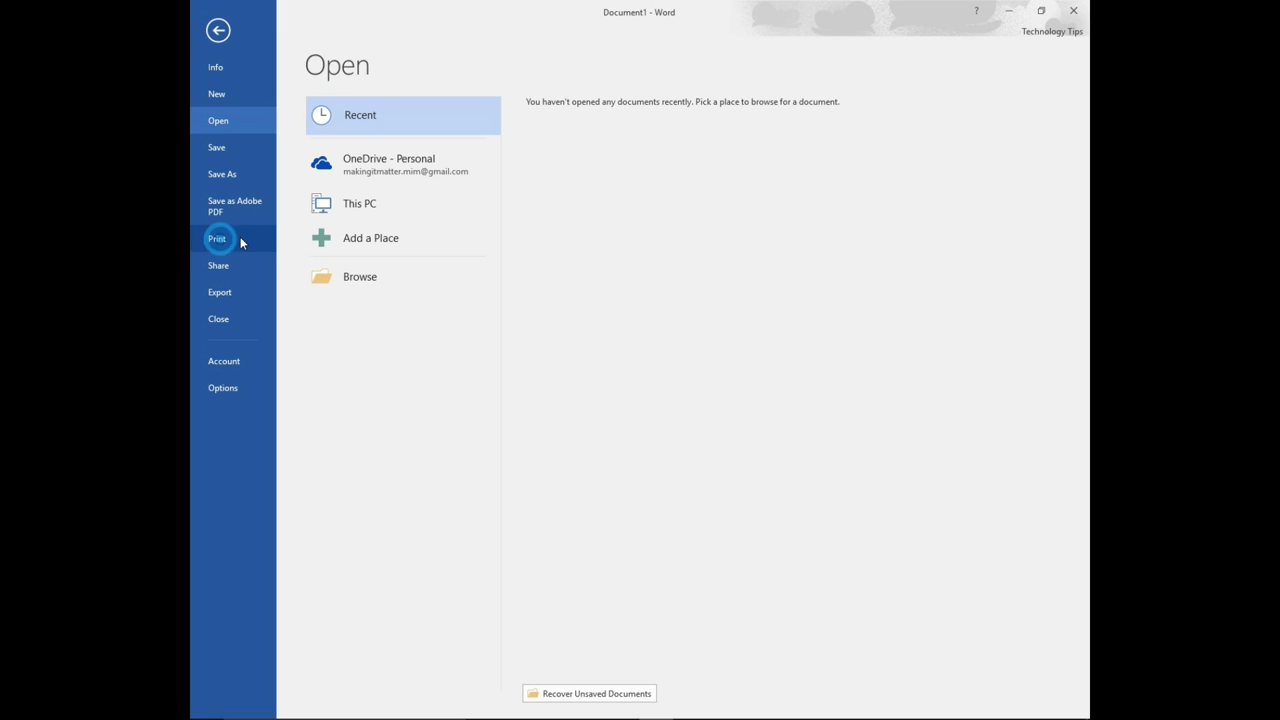 Document1 - Word
?
Technology Tips
Info
New
Open
Save
Save As
Save as Adobe
PDF
Print
Share
Export
Close
Account
Options
Open
Recent
OneDrive - Personal
makingitmatter.mim@gmail.com
This PC
Add a Place
Browse
You haven't opened any documents recently. Pick a place to browse for a document.
Recover Unsaved Documents